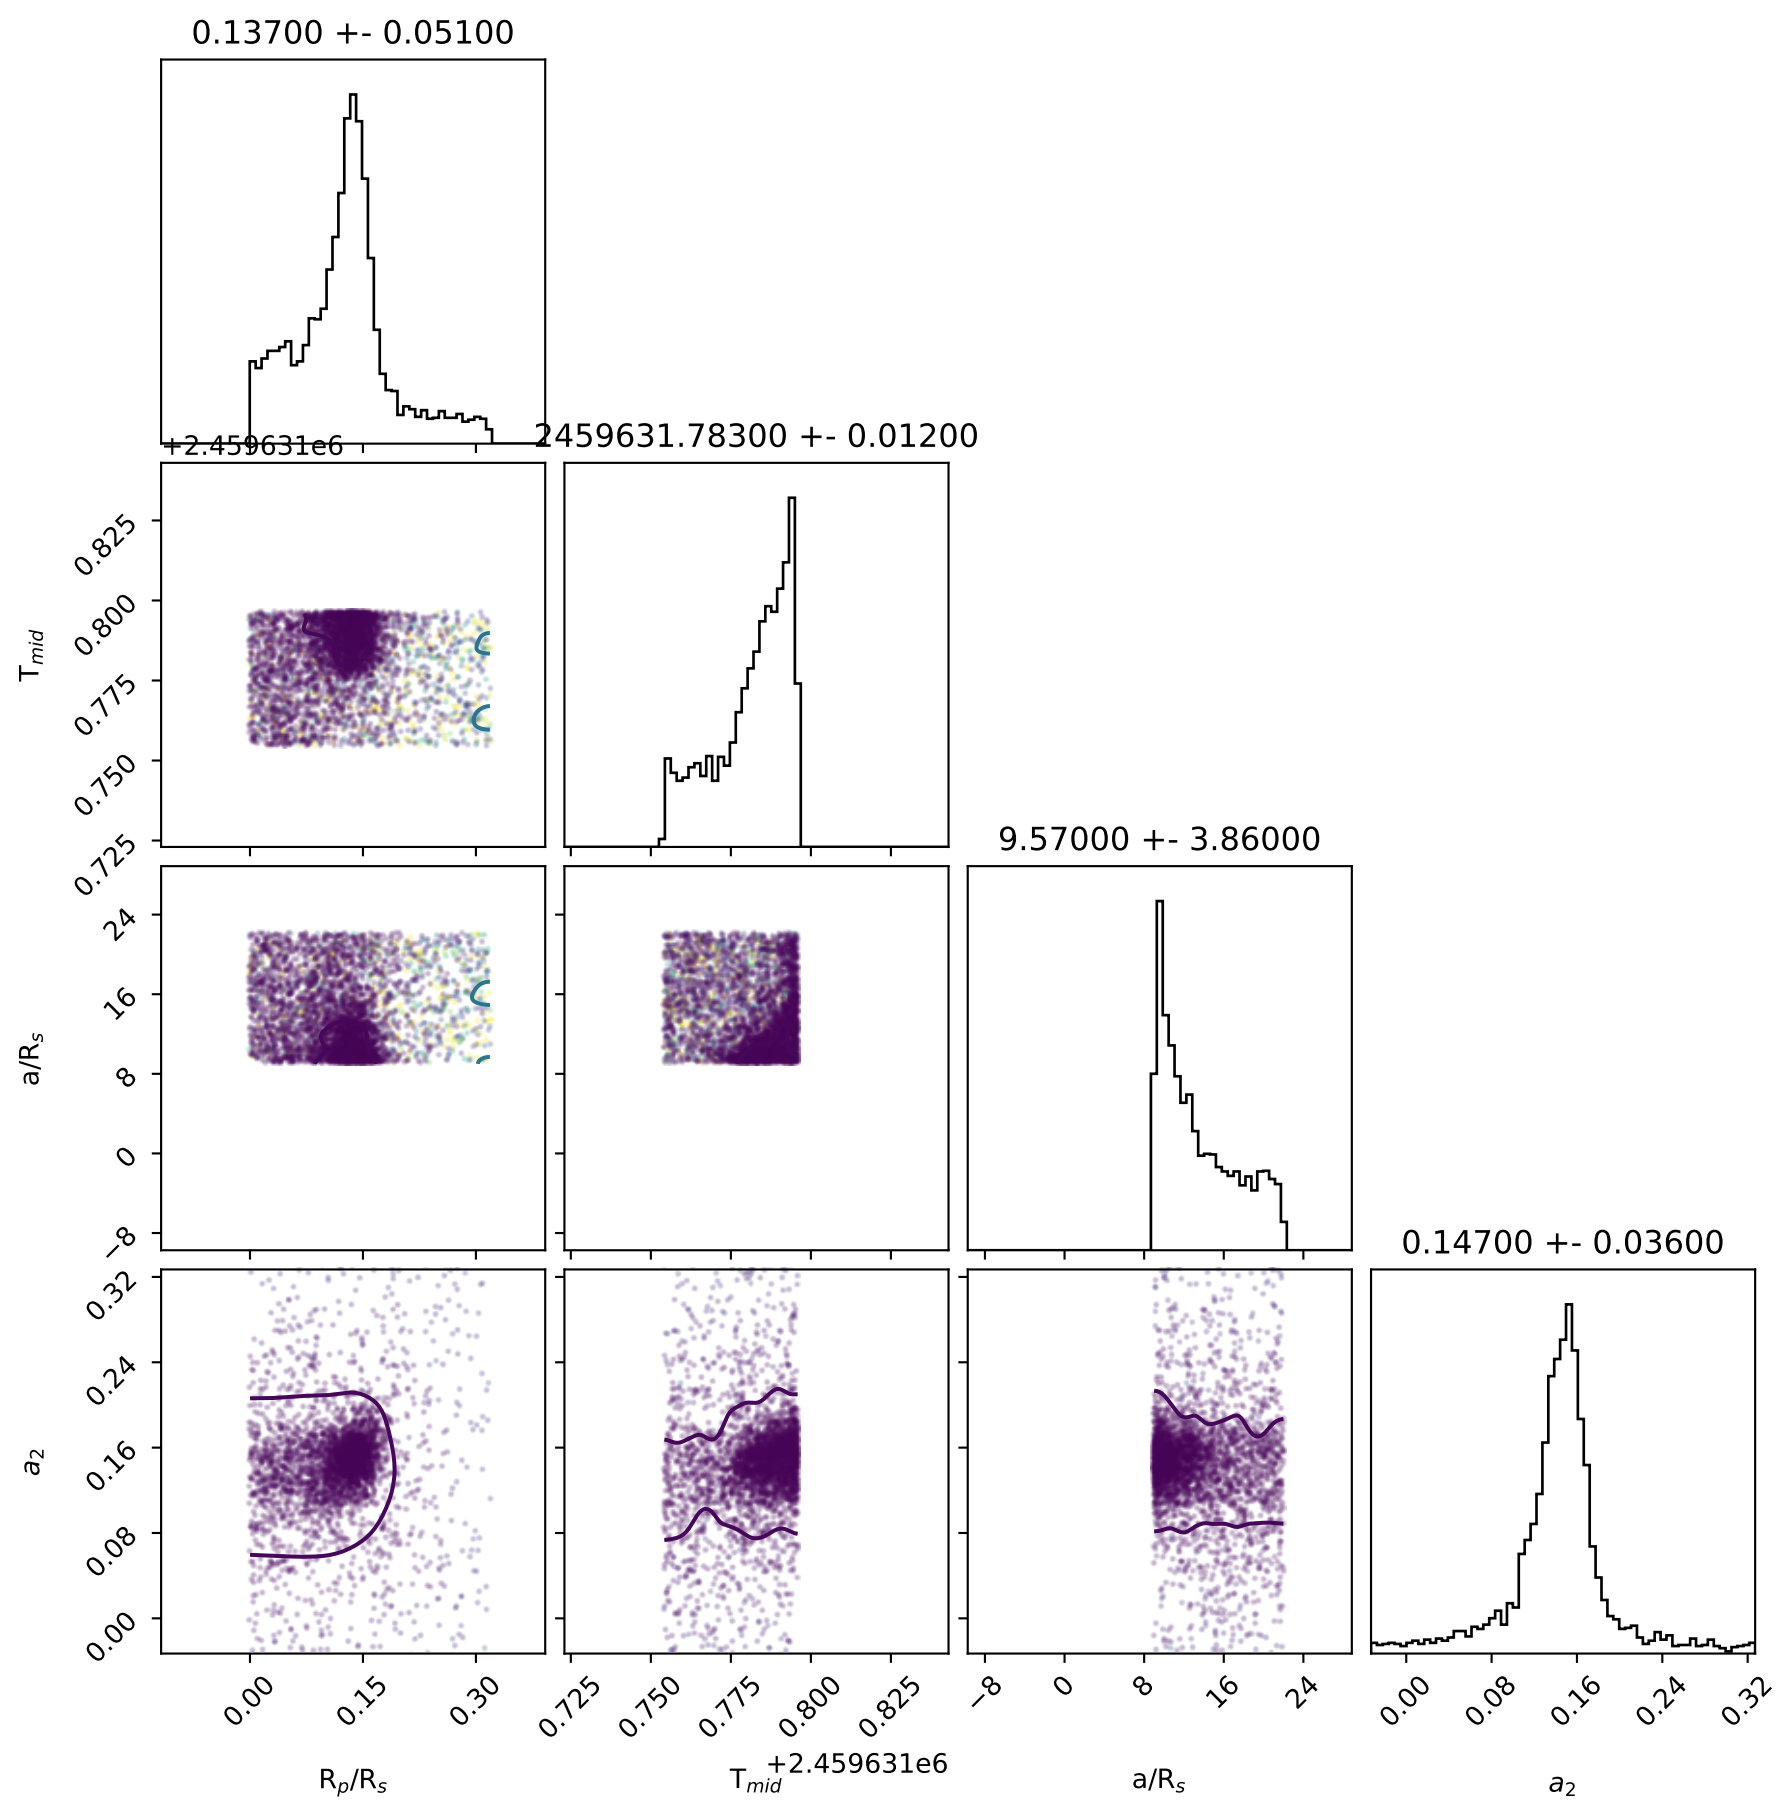 0.13700 +- 0.05100
+2.459631e6
2459631.78300 +- 0.01200
0.825
0.800
0.775
0.750
0.725
T_mid
9.57000 +- 3.86000
24
16
8
0
−8
a/R_s
0.14700 +- 0.03600
0.32
0.24
0.16
0.08
0.00
a_2
0.00 0.15 0.30
0.725 0.750 0.775 0.800 0.825
−8 0 8 16 24
0.00 0.08 0.16 0.24 0.32
+2.459631e6
R_p/R_s
T_mid
a/R_s
a_2